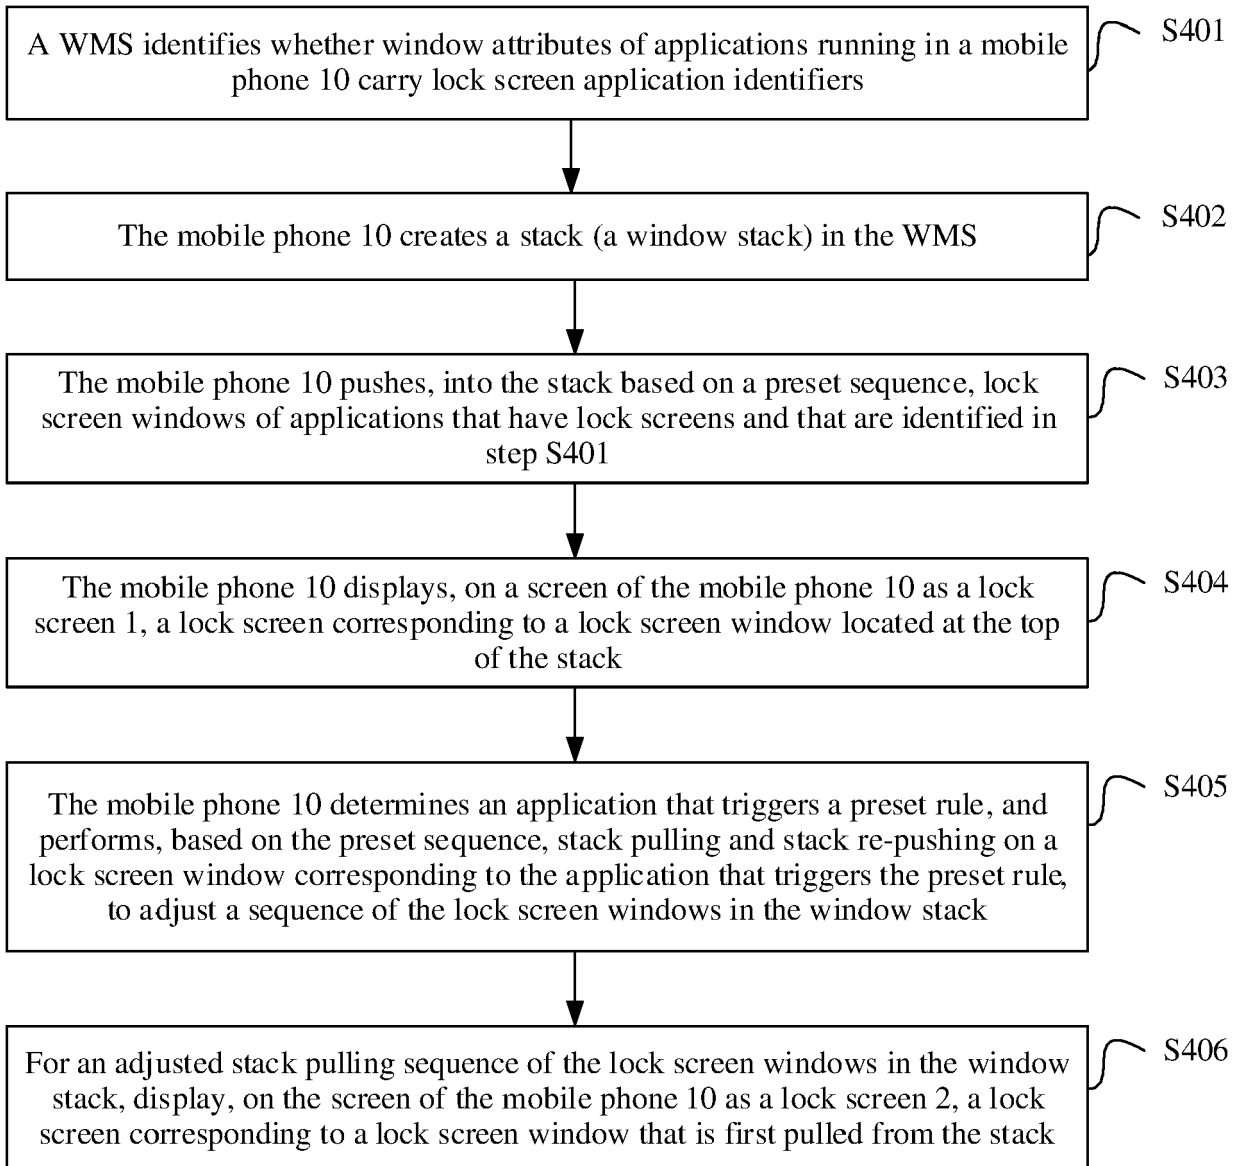 A WMS identifies whether window attributes of applications running in a mobile
phone 10 carry lock screen application identifiers
S401
The mobile phone 10 creates a stack (a window stack) in the WMS
S402
The mobile phone 10 pushes, into the stack based on a preset sequence, lock
screen windows of applications that have lock screens and that are identified in
step S401
S403
The mobile phone 10 displays, on a screen of the mobile phone 10 as a lock
screen 1, a lock screen corresponding to a lock screen window located at the top
of the stack
S404
The mobile phone 10 determines an application that triggers a preset rule, and
performs, based on the preset sequence, stack pulling and stack re-pushing on a
lock screen window corresponding to the application that triggers the preset rule,
to adjust a sequence of the lock screen windows in the window stack
S405
For an adjusted stack pulling sequence of the lock screen windows in the window
stack, display, on the screen of the mobile phone 10 as a lock screen 2, a lock
screen corresponding to a lock screen window that is first pulled from the stack
S406